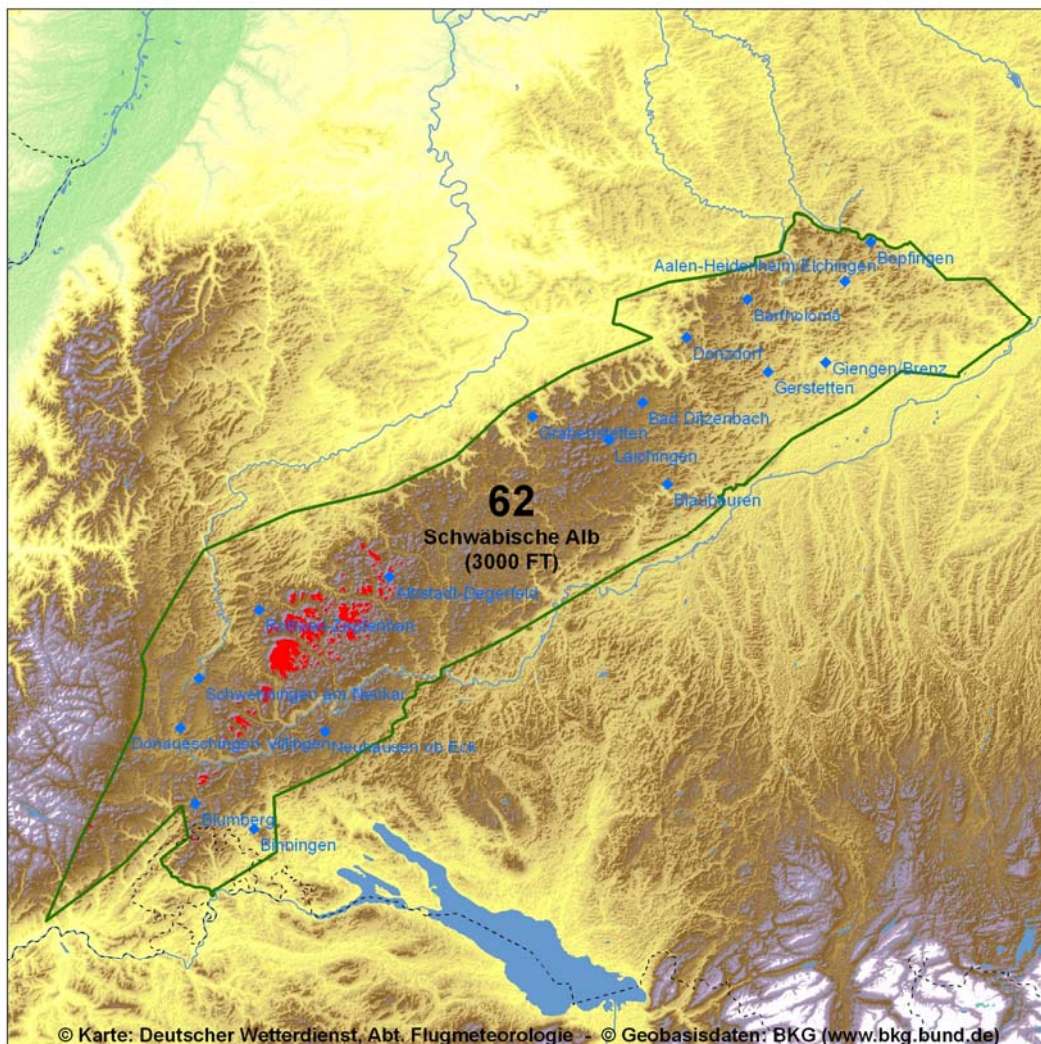 Bopfingen
Aalen-Heidenheim/Elchingen
Bartholomä
Donzdorf
Giengen/Brenz
Gerstetten
Bad Ditzenbach
Grabenstetten
Laichingen
Blaubeuren
62
Schwäbische Alb
(3000 FT)
Albstadt-Degerfeld
Rottweil-Zepfenhan
Schwenningen am Neckar
Donaueschingen-Villingen
Neuhausen ob Eck
Blumberg
Binningen
© Karte: Deutscher Wetterdienst, Abt. Flugmeteorologie - © Geobasisdaten: BKG (www.bkg.bund.de)